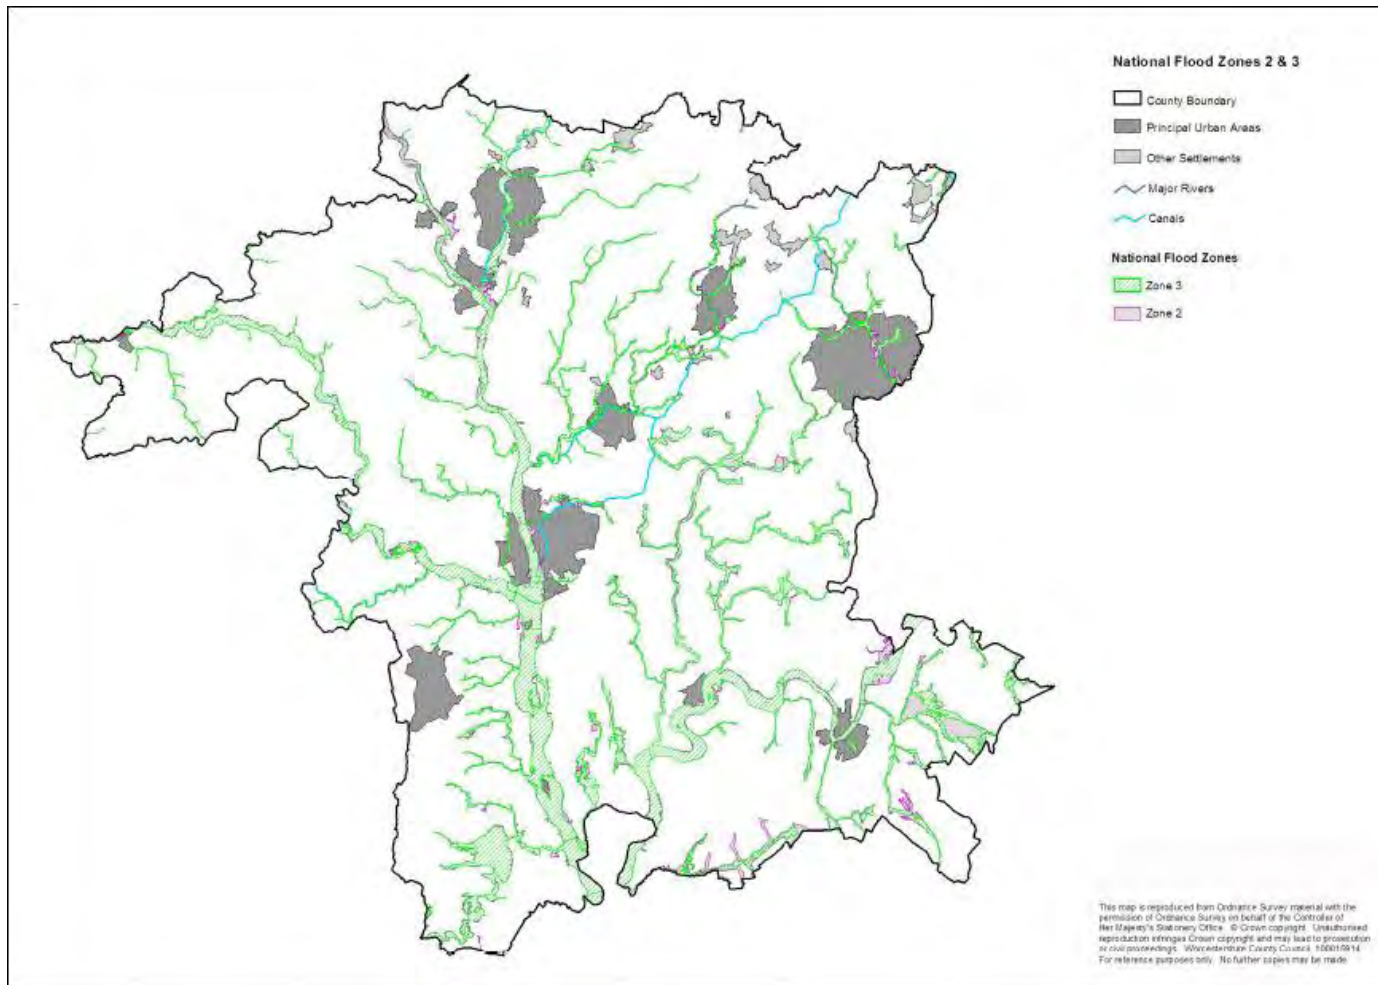 National Flood Zones 2 & 3
County Boundary
Principal Urban Areas
Other Settlements
Major Rivers
Canals
National Flood Zones
Zone 3
Zone 2
This map is reproduced from Ordnance Survey material with the
permission of Ordnance Survey on behalf of the Controller of
Her Majesty's Stationery Office. © Crown copyright. Unauthorised
reproduction infringes Crown copyright and may lead to prosecution
or civil proceedings. Worcestershire County Council. 100015914
For reference purposes only. No further copies may be made